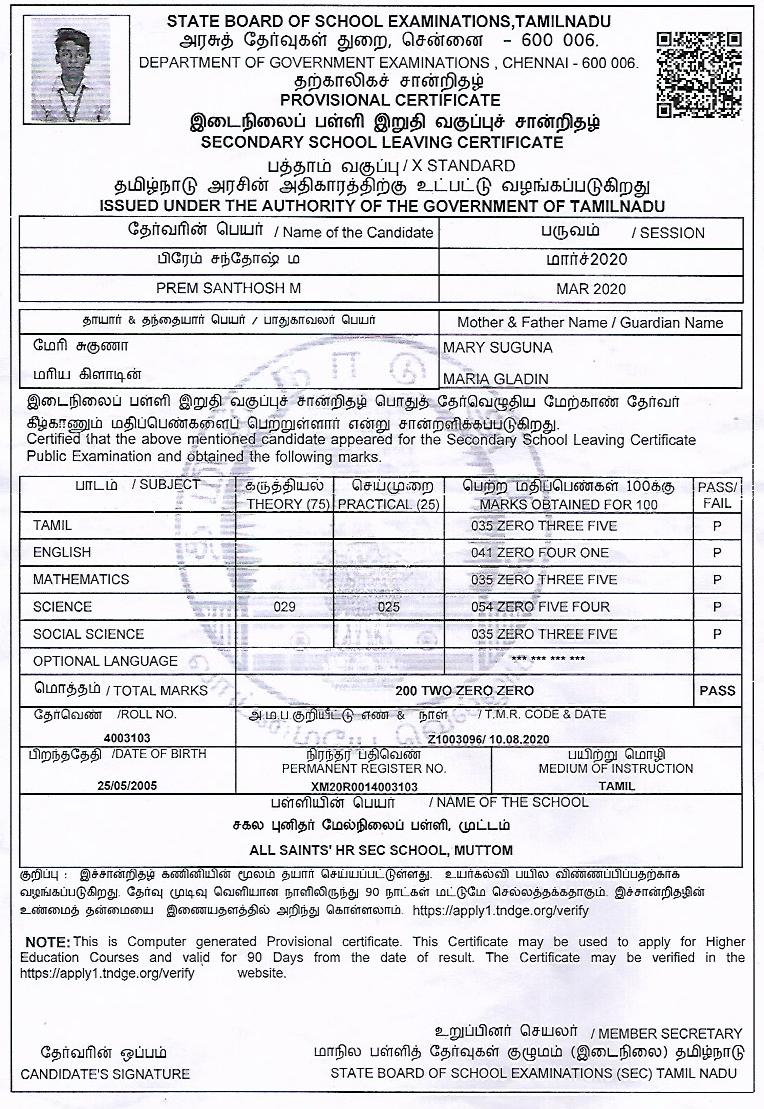 STATE BOARD OF SCHOOL EXAMINATIONS,TAMILNADU
அரசுத் தேர்வுகள் துறை, சென்னை - 600 006.
DEPARTMENT OF GOVERNMENT EXAMINATIONS , CHENNAI - 600 006.
தற்காலிகச் சான்றிதழ்
PROVISIONAL CERTIFICATE
இடைநிலைப் பள்ளி இறுதி வகுப்புச் சான்றிதழ்
SECONDARY SCHOOL LEAVING CERTIFICATE
பத்தாம் வகுப்பு / X STANDARD
தமிழ்நாடு அரசின் அதிகாரத்திற்கு உட்பட்டு வழங்கப்படுகிறது
ISSUED UNDER THE AUTHORITY OF THE GOVERNMENT OF TAMILNADU
தேர்வரின் பெயர் / Name of the Candidate பருவம் / SESSION
பிரேம் சந்தோஷ் ம மார்ச்2020
PREM SANTHOSH M MAR 2020
தாயார் & தந்தையார் பெயர் / பாதுகாவலர் பெயர் Mother & Father Name / Guardian Name
மேரி சுகுணா MARY SUGUNA
மரிய கிளாடின் MARIA GLADIN
இடைநிலைப் பள்ளி இறுதி வகுப்புச் சான்றிதழ் பொதுத் தேர்வெழுதிய மேற்காண் தேர்வர்
கீழ்காணும் மதிப்பெண்களைப் பெற்றுள்ளார் என்று சான்றளிக்கப்படுகிறது.
Certified that the above mentioned candidate appeared for the Secondary School Leaving Certificate
Public Examination and obtained the following marks.
பாடம் / SUBJECT கருத்தியல் செய்முறை பெற்ற மதிப்பெண்கள் 100க்கு PASS/
THEORY (75) PRACTICAL (25) MARKS OBTAINED FOR 100 FAIL
TAMIL 035 ZERO THREE FIVE P
ENGLISH 041 ZERO FOUR ONE P
MATHEMATICS 035 ZERO THREE FIVE P
SCIENCE 029 025 054 ZERO FIVE FOUR P
SOCIAL SCIENCE 035 ZERO THREE FIVE P
OPTIONAL LANGUAGE *** *** *** ***
மொத்தம் / TOTAL MARKS 200 TWO ZERO ZERO PASS
தேர்வெண் /ROLL NO. அ.ம.ப.குறியீட்டு எண் & நாள் / T.M.R. CODE & DATE
4003103 Z1003096/ 10.08.2020
பிறந்ததேதி /DATE OF BIRTH நிரந்தர பதிவெண் பயிற்று மொழி
PERMANENT REGISTER NO. MEDIUM OF INSTRUCTION
25/05/2005 XM20R0014003103 TAMIL
பள்ளியின் பெயர் / NAME OF THE SCHOOL
சகல புனிதர் மேல்நிலைப் பள்ளி, முட்டம்
ALL SAINTS' HR SEC SCHOOL, MUTTOM
குறிப்பு : இச்சான்றிதழ் கணினியின் மூலம் தயார் செய்யப்பட்டுள்ளது. உயர்கல்வி பயில விண்ணப்பிப்பதற்காக
வழங்கப்படுகிறது. தேர்வு முடிவு வெளியான நாளிலிருந்து 90 நாட்கள் மட்டுமே செல்லத்தக்கதாகும். இச்சான்றிதழின்
உண்மைத் தன்மையை இணையதளத்தில் அறிந்து கொள்ளலாம். https://apply1.tndge.org/verify
NOTE: This is Computer generated Provisional certificate. This Certificate may be used to apply for Higher
Education Courses and valid for 90 Days from the date of result. The Certificate may be verified in the
https://apply1.tndge.org/verify website.
உறுப்பினர் செயலர் / MEMBER SECRETARY
தேர்வரின் ஒப்பம் மாநில பள்ளித் தேர்வுகள் குழுமம் (இடைநிலை) தமிழ்நாடு
CANDIDATE'S SIGNATURE STATE BOARD OF SCHOOL EXAMINATIONS (SEC) TAMIL NADU